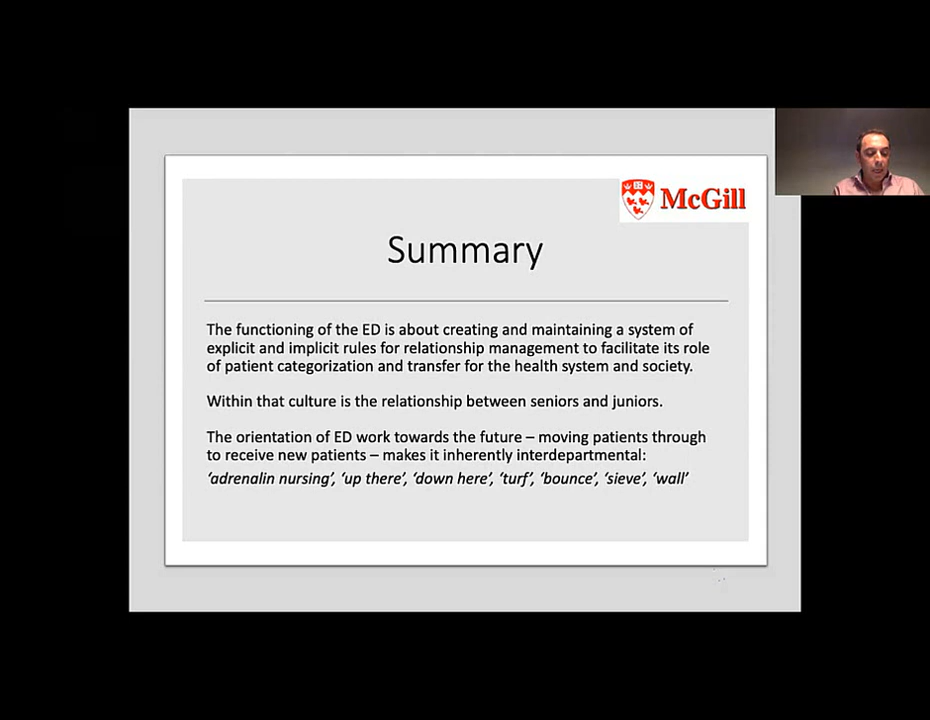 McGill
Summary
The functioning of the ED is about creating and maintaining a system of
explicit and implicit rules for relationship management to facilitate its role
of patient categorization and transfer for the health system and society.
Within that culture is the relationship between seniors and juniors.
The orientation of ED work towards the future – moving patients through
to receive new patients – makes it inherently interdepartmental:
‘adrenalin nursing’, ‘up there’, ‘down here’, ‘turf’, ‘bounce’, ‘sieve’, ‘wall’